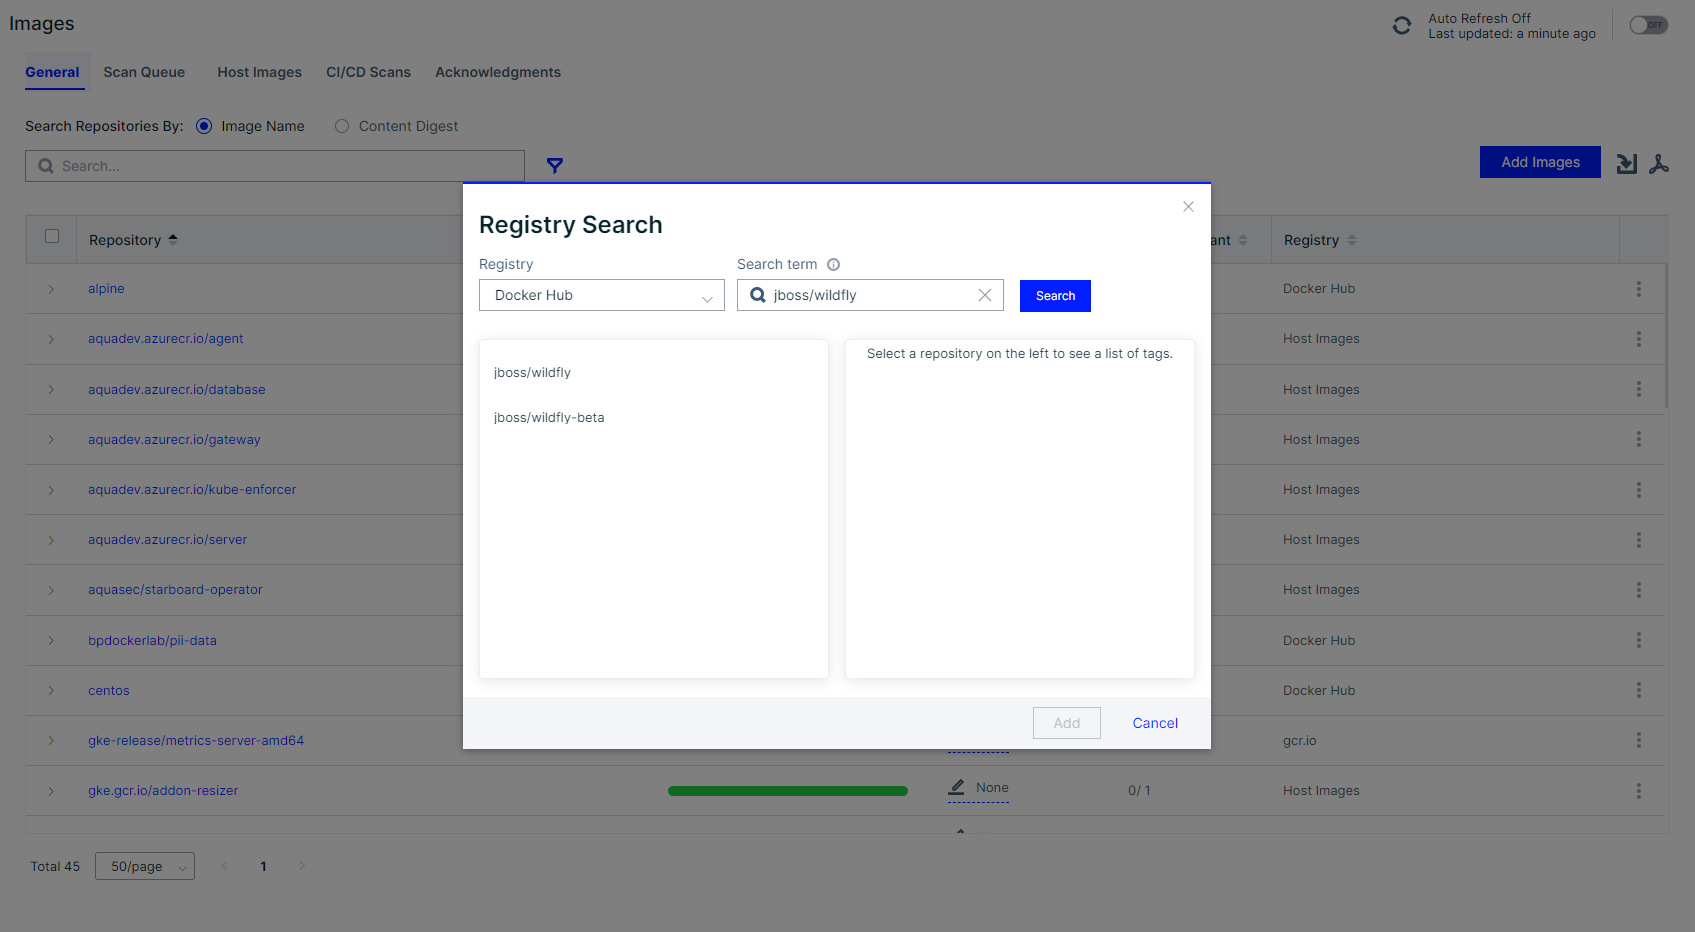 Images
Auto Refresh Off
Last updated: a minute ago
OFF
General Scan Queue Host Images CI/CD Scans Acknowledgments
Search Repositories By: Image Name Content Digest
Search...
Add Images
Registry Search
Registry
Search term
Docker Hub
jboss/wildfly
Search
jboss/wildfly
jboss/wildfly-beta
Select a repository on the left to see a list of tags.
Add
Cancel
Repository Registry
alpine Docker Hub
aquadev.azurecr.io/agent Host Images
aquadev.azurecr.io/database Host Images
aquadev.azurecr.io/gateway Host Images
aquadev.azurecr.io/kube-enforcer Host Images
aquadev.azurecr.io/server Host Images
aquasec/starboard-operator Host Images
bpdockerlab/pii-data Docker Hub
centos Docker Hub
gke-release/metrics-server-amd64 gcr.io
gke.gcr.io/addon-resizer None 0/ 1 Host Images
Total 45 50/page 1